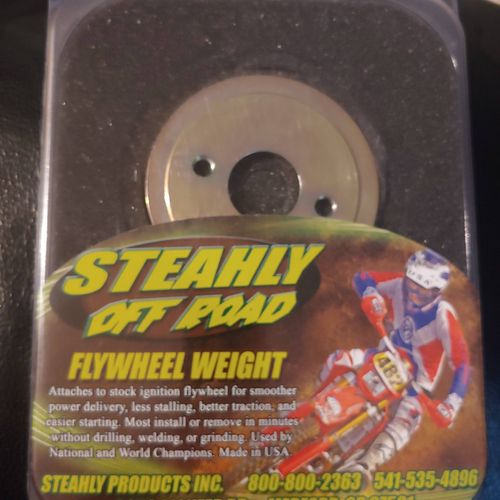 STEAHLY
OFF ROAD
FLYWHEEL WEIGHT
Attaches to stock ignition flywheel for smoother
power delivery, less stalling, better traction, and
easier starting. Most install or remove in minutes
without drilling, welding, or grinding. Used by
National and World Champions. Made in USA.
STEAHLY PRODUCTS INC. 800-800-2363 541-535-4896